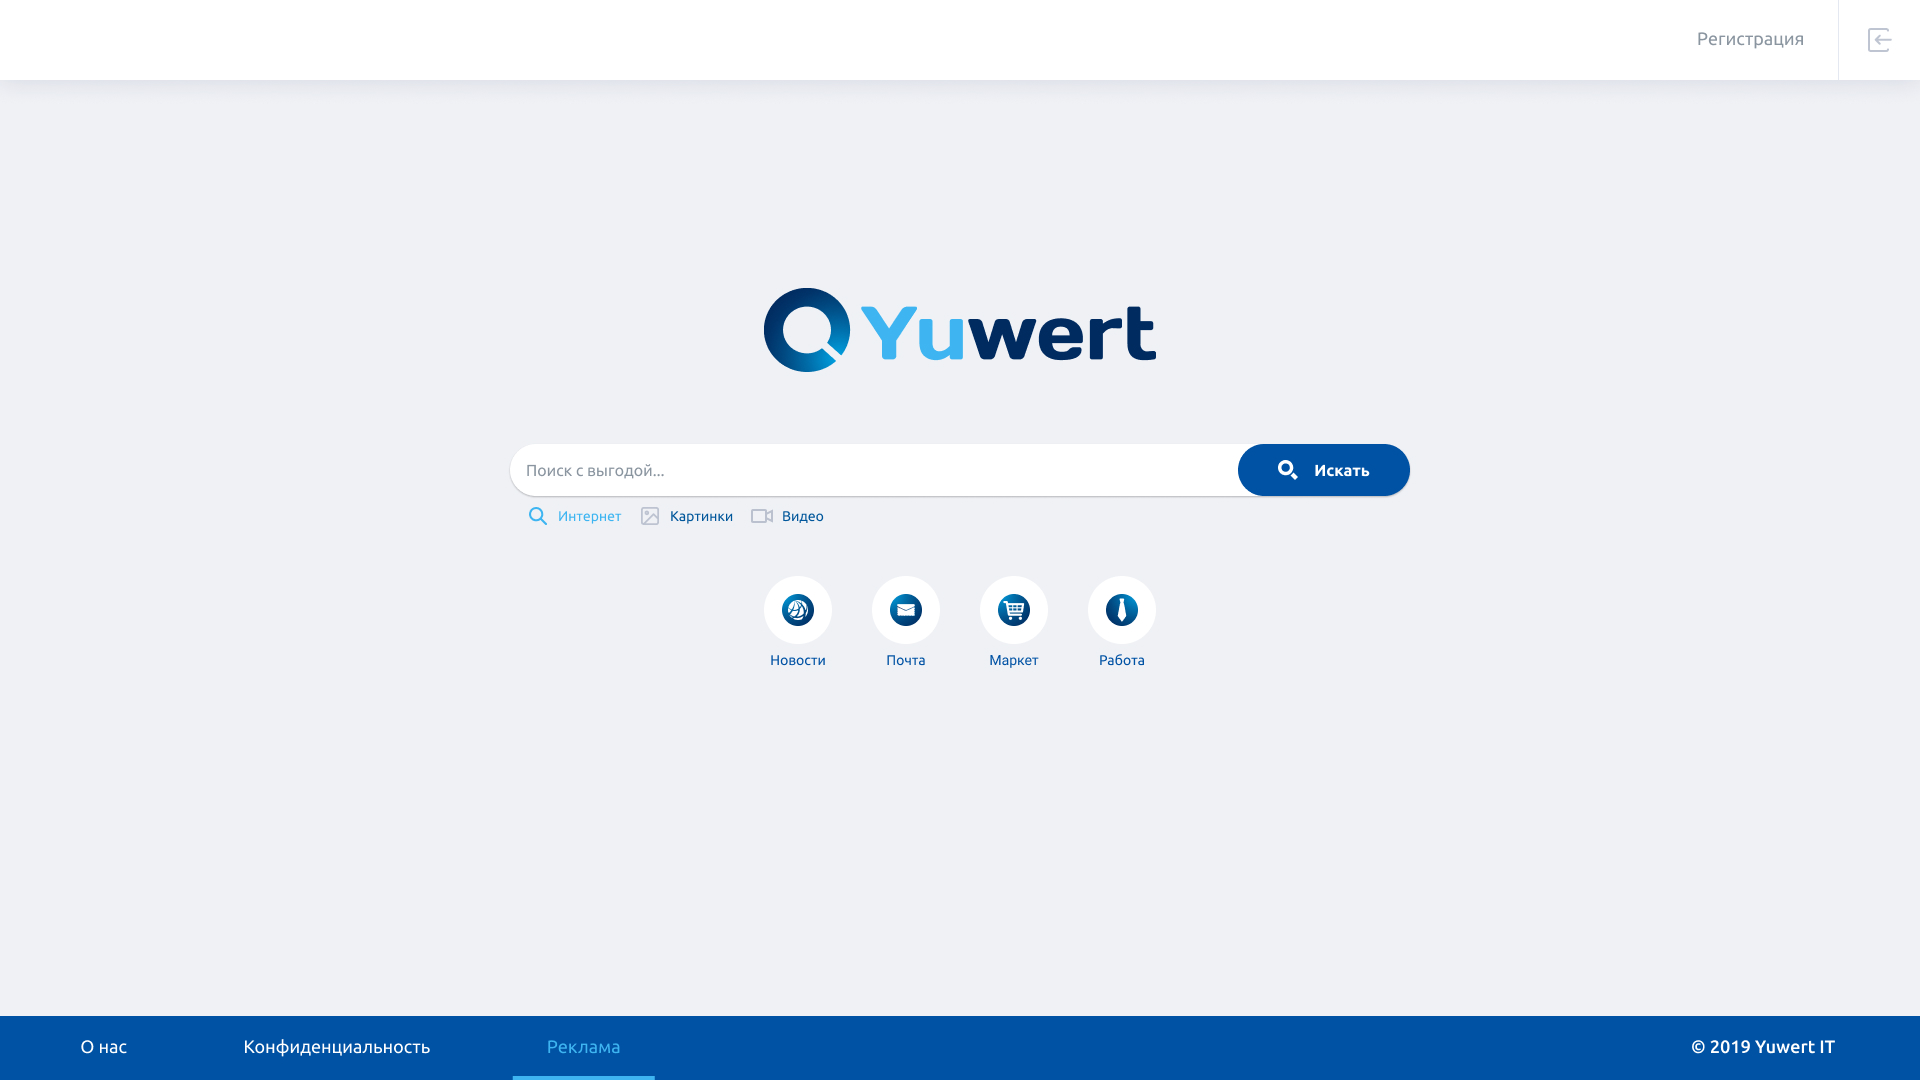 Регистрация
Yuwert
Поиск с выгодой...
Искать
Интернет
Картинки
Видео
Новости
Почта
Маркет
Работа
О нас
Конфиденциальность
Реклама
© 2019 Yuwert IT